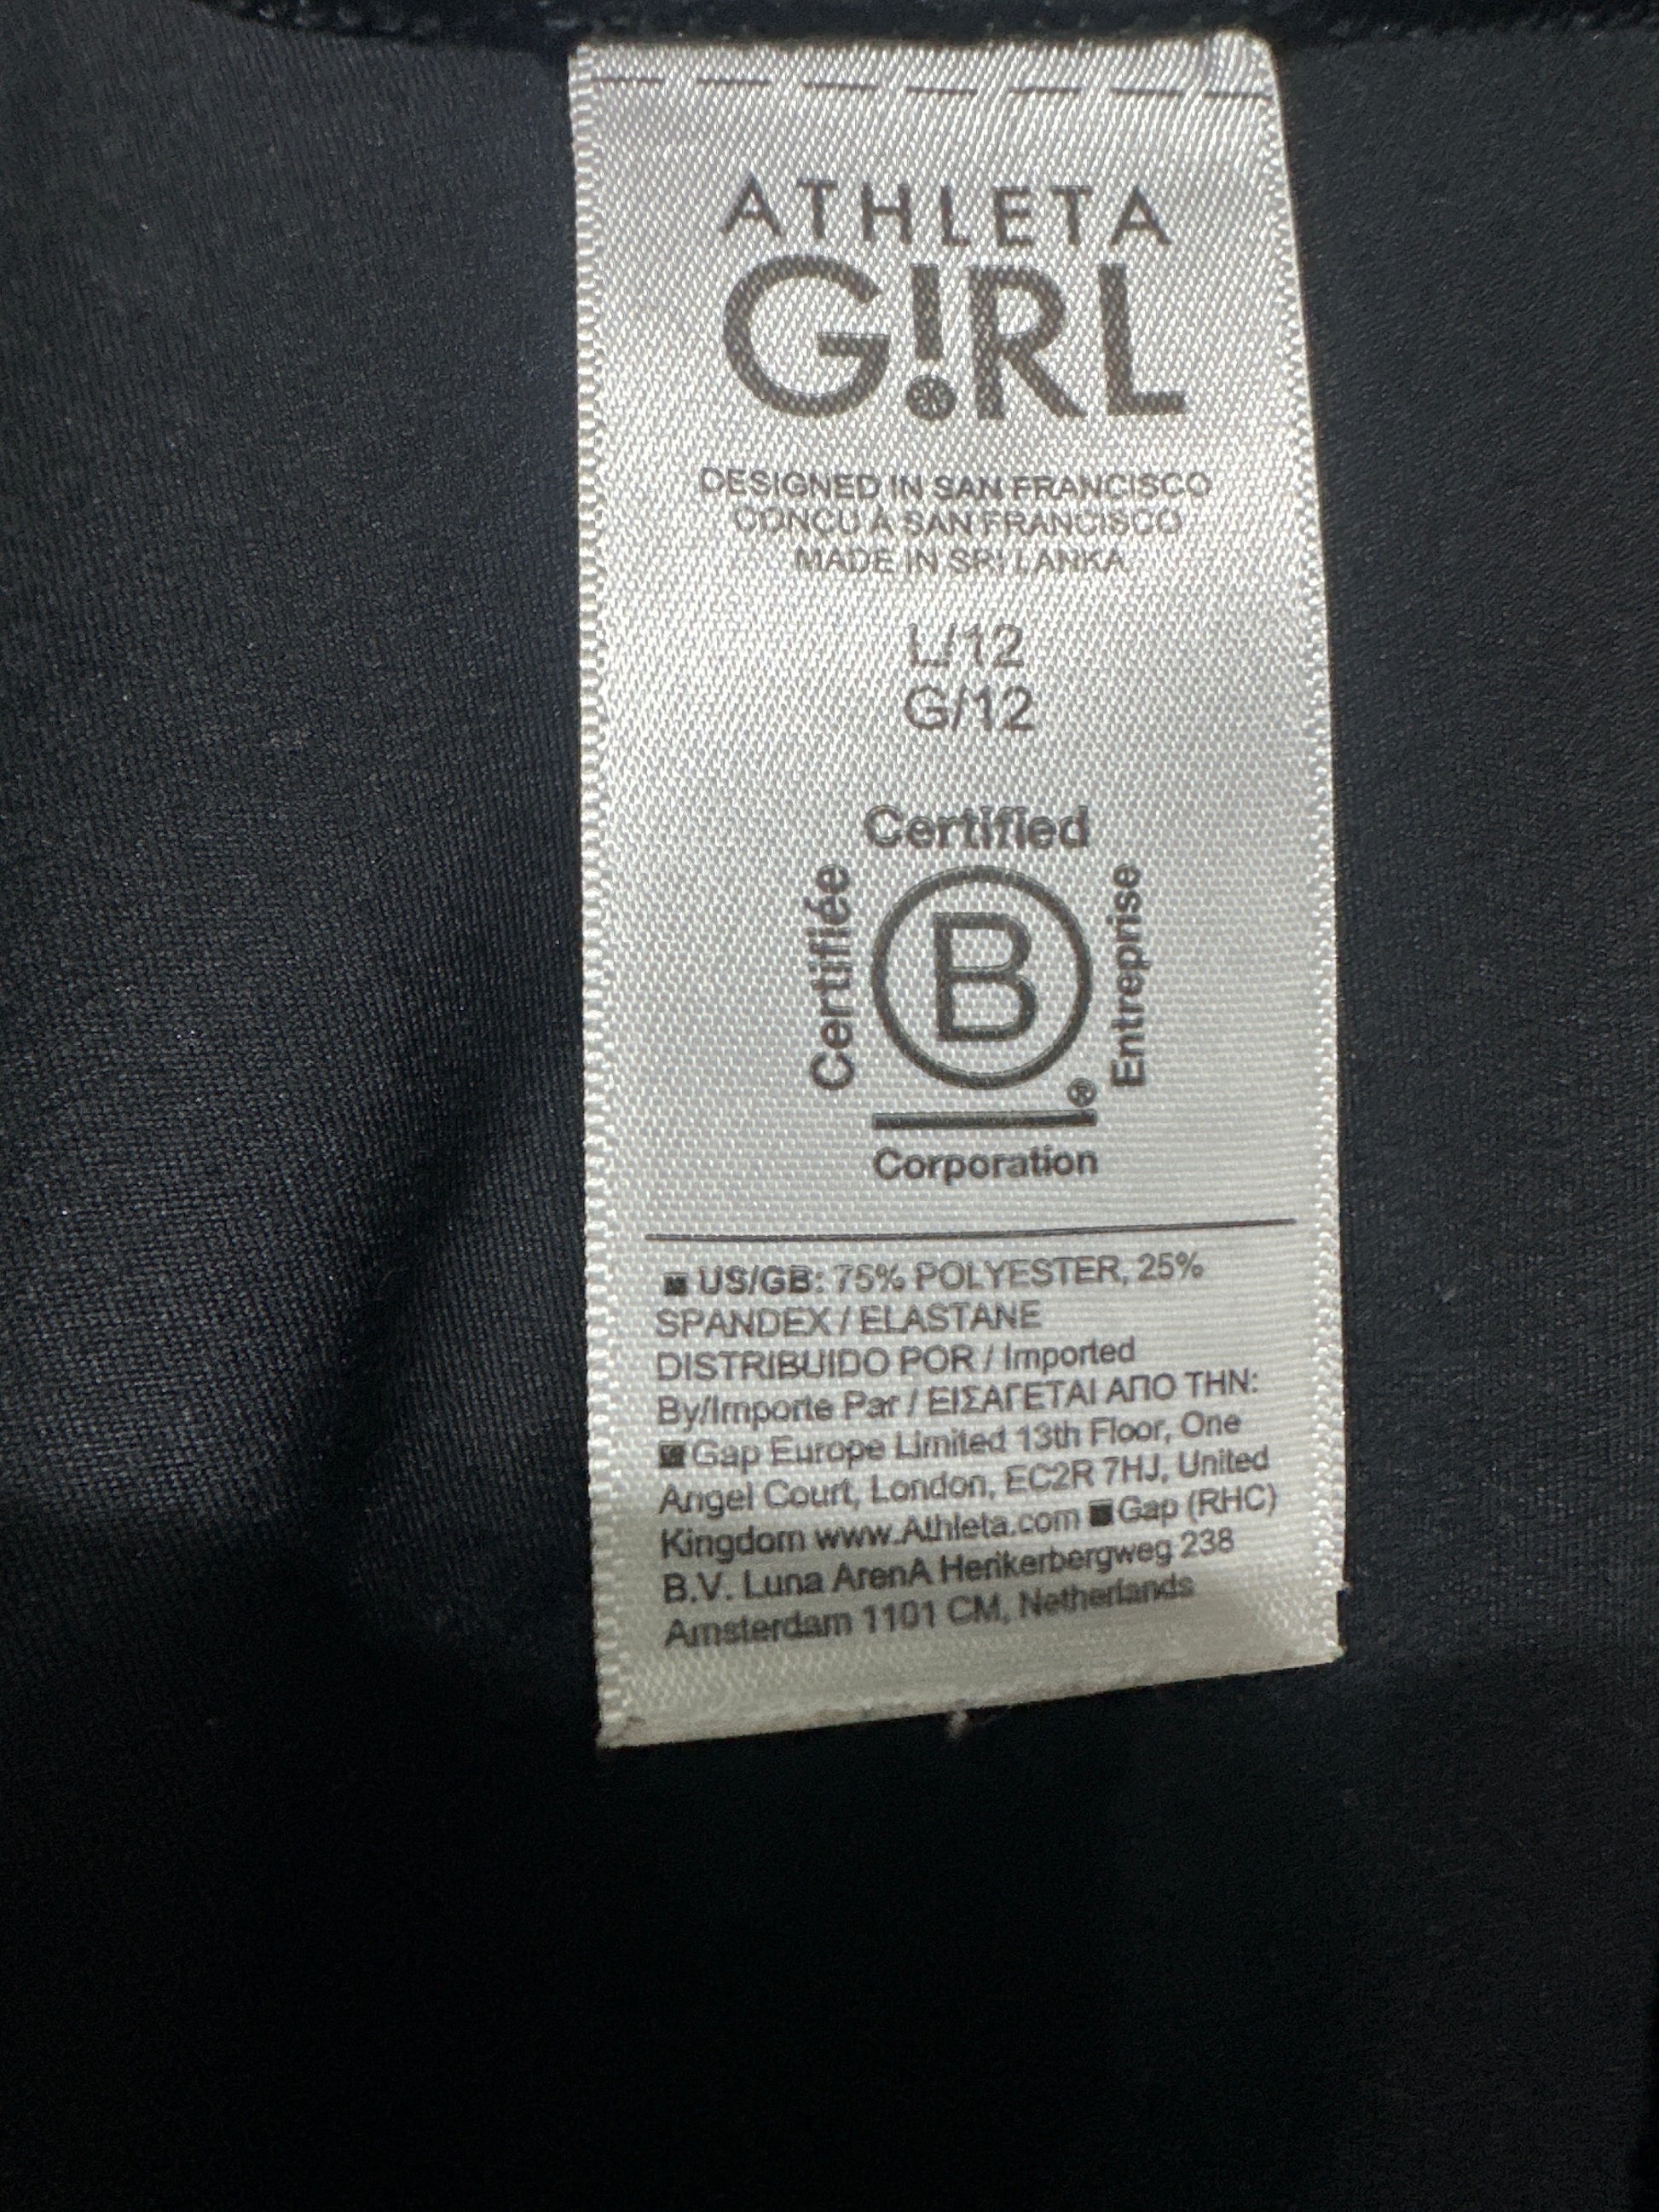 ATHLETA
G!RL
DESIGNED IN SAN FRANCISCO
CONÇU À SAN FRANCISCO
MADE IN SRI LANKA
L/12
G/12
Certified
Certifiée
B
®
Entreprise
Corporation
■ US/GB: 75% POLYESTER, 25%
SPANDEX / ELASTANE
DISTRIBUIDO POR / Imported
By/Importe Par / ΕΙΣΑΓΕΤΑΙ ΑΠΟ ΤΗΝ:
■ Gap Europe Limited 13th Floor, One
Angel Court, London, EC2R 7HJ, United
Kingdom www.Athleta.com ■ Gap (RHC)
B.V. Luna ArenA Herikerbergweg 238
Amsterdam 1101 CM, Netherlands